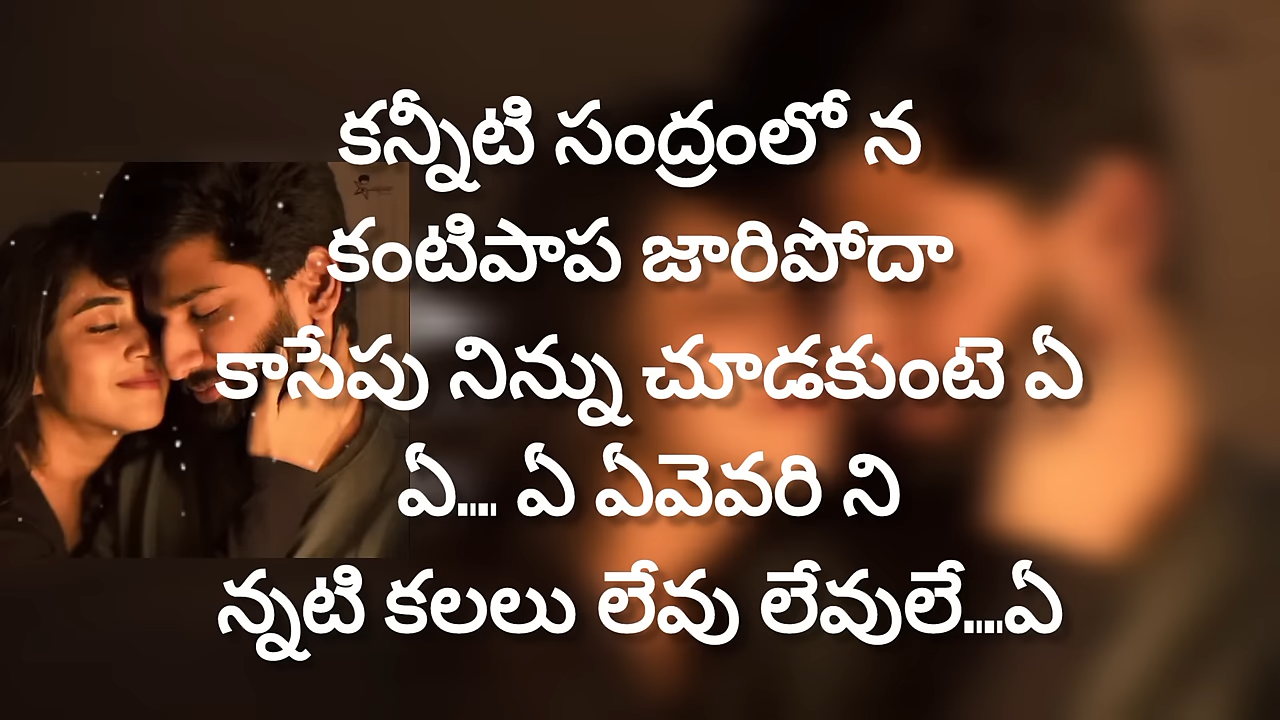 కన్నీటి సంద్రంలో న
కంటిపాప జారిపోదా
కాసేపు నిన్ను చూడకుంటె ఏ
ఏ.... ఏ ఏవెవరి ని
న్నటి కలలు లేవు లేవులే....ఏ